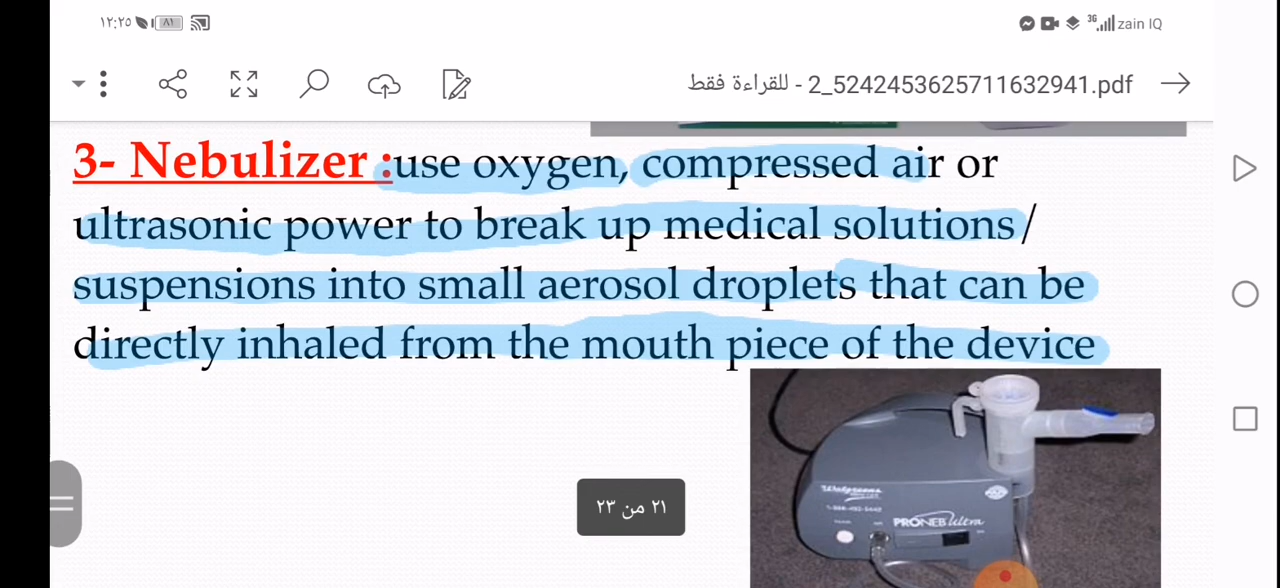 ١٢:٢٥
٨١
3G
zain IQ
2_5242453625711632941.pdf - للقراءة فقط
3- Nebulizer :use oxygen, compressed air or
ultrasonic power to break up medical solutions/
suspensions into small aerosol droplets that can be
directly inhaled from the mouth piece of the device
٢١ من ٢٣
Walgreens
PRONEB ultra